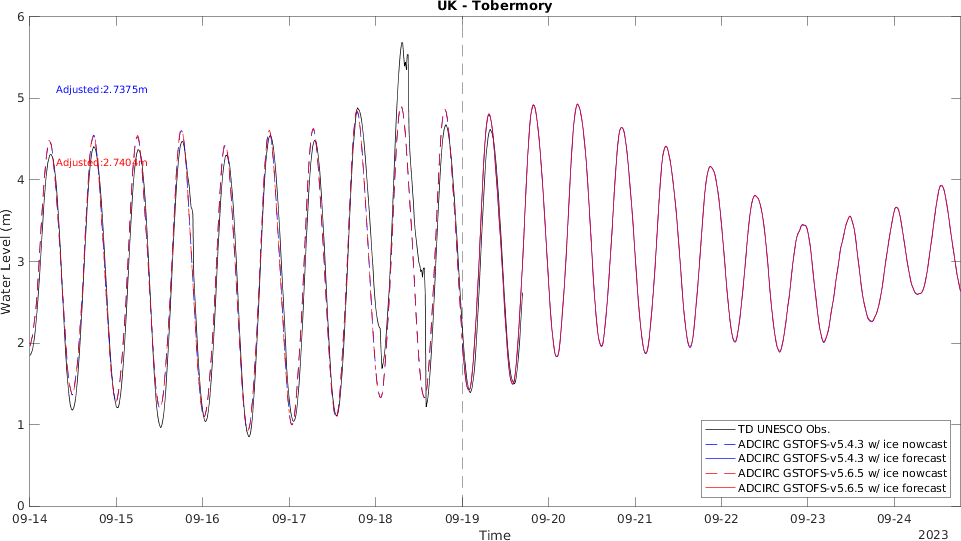 UK - Tobermory
6
5
4
3
2
1
0
Water Level (m)
Adjusted:2.7375m
Adjusted:2.7404m
TD UNESCO Obs.
ADCIRC GSTOFS-v5.4.3 w/ ice nowcast
ADCIRC GSTOFS-v5.4.3 w/ ice forecast
ADCIRC GSTOFS-v5.6.5 w/ ice nowcast
ADCIRC GSTOFS-v5.6.5 w/ ice forecast
09-14 09-15 09-16 09-17 09-18 09-19 09-20 09-21 09-22 09-23 09-24
Time
2023